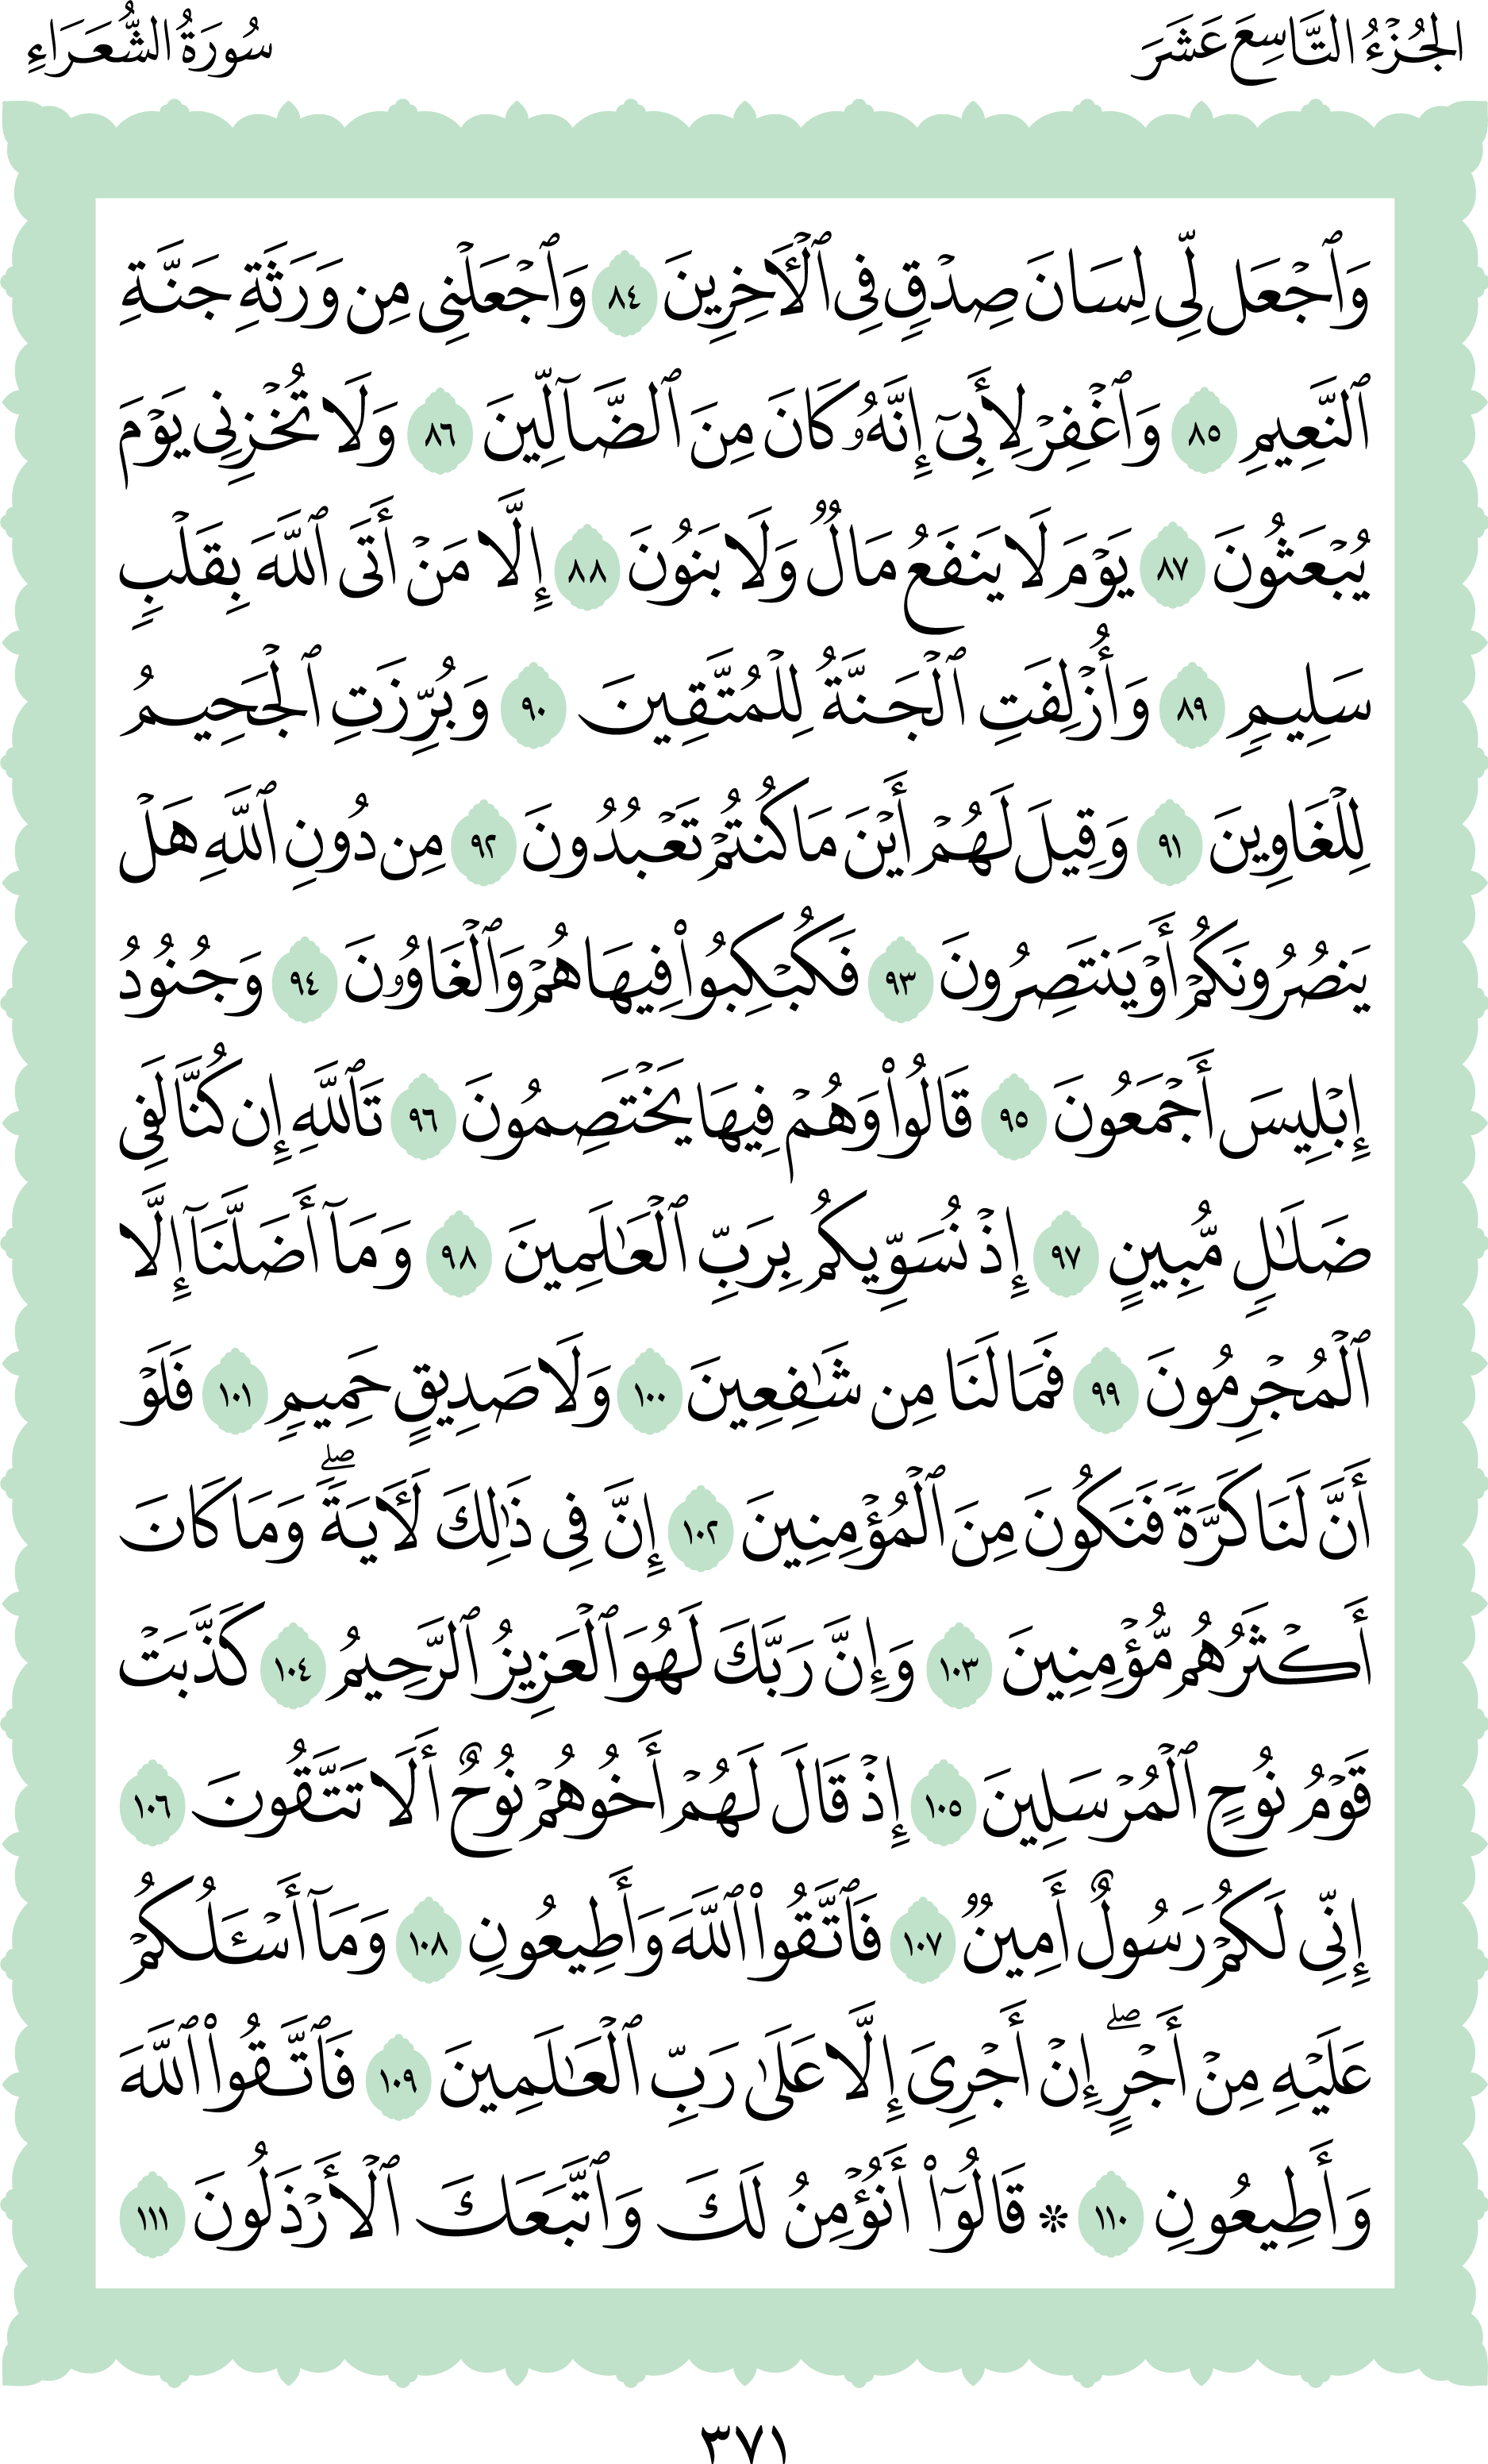 الجُزْءُ التَّاسِعَ عَشَرَ
سُورَةُ الشُّعَرَاءِ
وَٱجۡعَل لِّي لِسَانَ صِدۡقٖ فِي ٱلۡأٓخِرِينَ ٨٤ وَٱجۡعَلۡنِي مِن وَرَثَةِ جَنَّةِ
ٱلنَّعِيمِ ٨٥ وَٱغۡفِرۡ لِأَبِيٓ إِنَّهُۥ كَانَ مِنَ ٱلضَّآلِّينَ ٨٦ وَلَا تُخۡزِنِي يَوۡمَ
يُبۡعَثُونَ ٨٧ يَوۡمَ لَا يَنفَعُ مَالٞ وَلَا بَنُونَ ٨٨ إِلَّا مَنۡ أَتَى ٱللَّهَ بِقَلۡبٖ
سَلِيمٖ ٨٩ وَأُزۡلِفَتِ ٱلۡجَنَّةُ لِلۡمُتَّقِينَ ٩٠ وَبُرِّزَتِ ٱلۡجَحِيمُ
لِلۡغَاوِينَ ٩١ وَقِيلَ لَهُمۡ أَيۡنَ مَا كُنتُمۡ تَعۡبُدُونَ ٩٢ مِن دُونِ ٱللَّهِ هَلۡ
يَنصُرُونَكُمۡ أَوۡ يَنتَصِرُونَ ٩٣ فَكُبۡكِبُواْ فِيهَا هُمۡ وَٱلۡغَاوُۥنَ ٩٤ وَجُنُودُ
إِبۡلِيسَ أَجۡمَعُونَ ٩٥ قَالُواْ وَهُمۡ فِيهَا يَخۡتَصِمُونَ ٩٦ تَٱللَّهِ إِن كُنَّا لَفِي
ضَلَٰلٖ مُّبِينٍ ٩٧ إِذۡ نُسَوِّيكُم بِرَبِّ ٱلۡعَٰلَمِينَ ٩٨ وَمَآ أَضَلَّنَآ إِلَّا
ٱلۡمُجۡرِمُونَ ٩٩ فَمَا لَنَا مِن شَٰفِعِينَ ١٠٠ وَلَا صَدِيقٍ حَمِيمٖ ١٠١ فَلَوۡ
أَنَّ لَنَا كَرَّةٗ فَنَكُونَ مِنَ ٱلۡمُؤۡمِنِينَ ١٠٢ إِنَّ فِي ذَٰلِكَ لَأٓيَةٗۖ وَمَا كَانَ
أَكۡثَرُهُم مُّؤۡمِنِينَ ١٠٣ وَإِنَّ رَبَّكَ لَهُوَ ٱلۡعَزِيزُ ٱلرَّحِيمُ ١٠٤ كَذَّبَتۡ
قَوۡمُ نُوحٍ ٱلۡمُرۡسَلِينَ ١٠٥ إِذۡ قَالَ لَهُمۡ أَخُوهُمۡ نُوحٌ أَلَا تَتَّقُونَ ١٠٦
إِنِّي لَكُمۡ رَسُولٌ أَمِينٞ ١٠٧ فَٱتَّقُواْ ٱللَّهَ وَأَطِيعُونِ ١٠٨ وَمَآ أَسۡـَٔلُكُمۡ
عَلَيۡهِ مِنۡ أَجۡرٍۖ إِنۡ أَجۡرِيَ إِلَّا عَلَىٰ رَبِّ ٱلۡعَٰلَمِينَ ١٠٩ فَٱتَّقُواْ ٱللَّهَ
وَأَطِيعُونِ ١١٠ ۞ قَالُوٓاْ أَنُؤۡمِنُ لَكَ وَٱتَّبَعَكَ ٱلۡأَرۡذَلُونَ ١١١
٣٧١